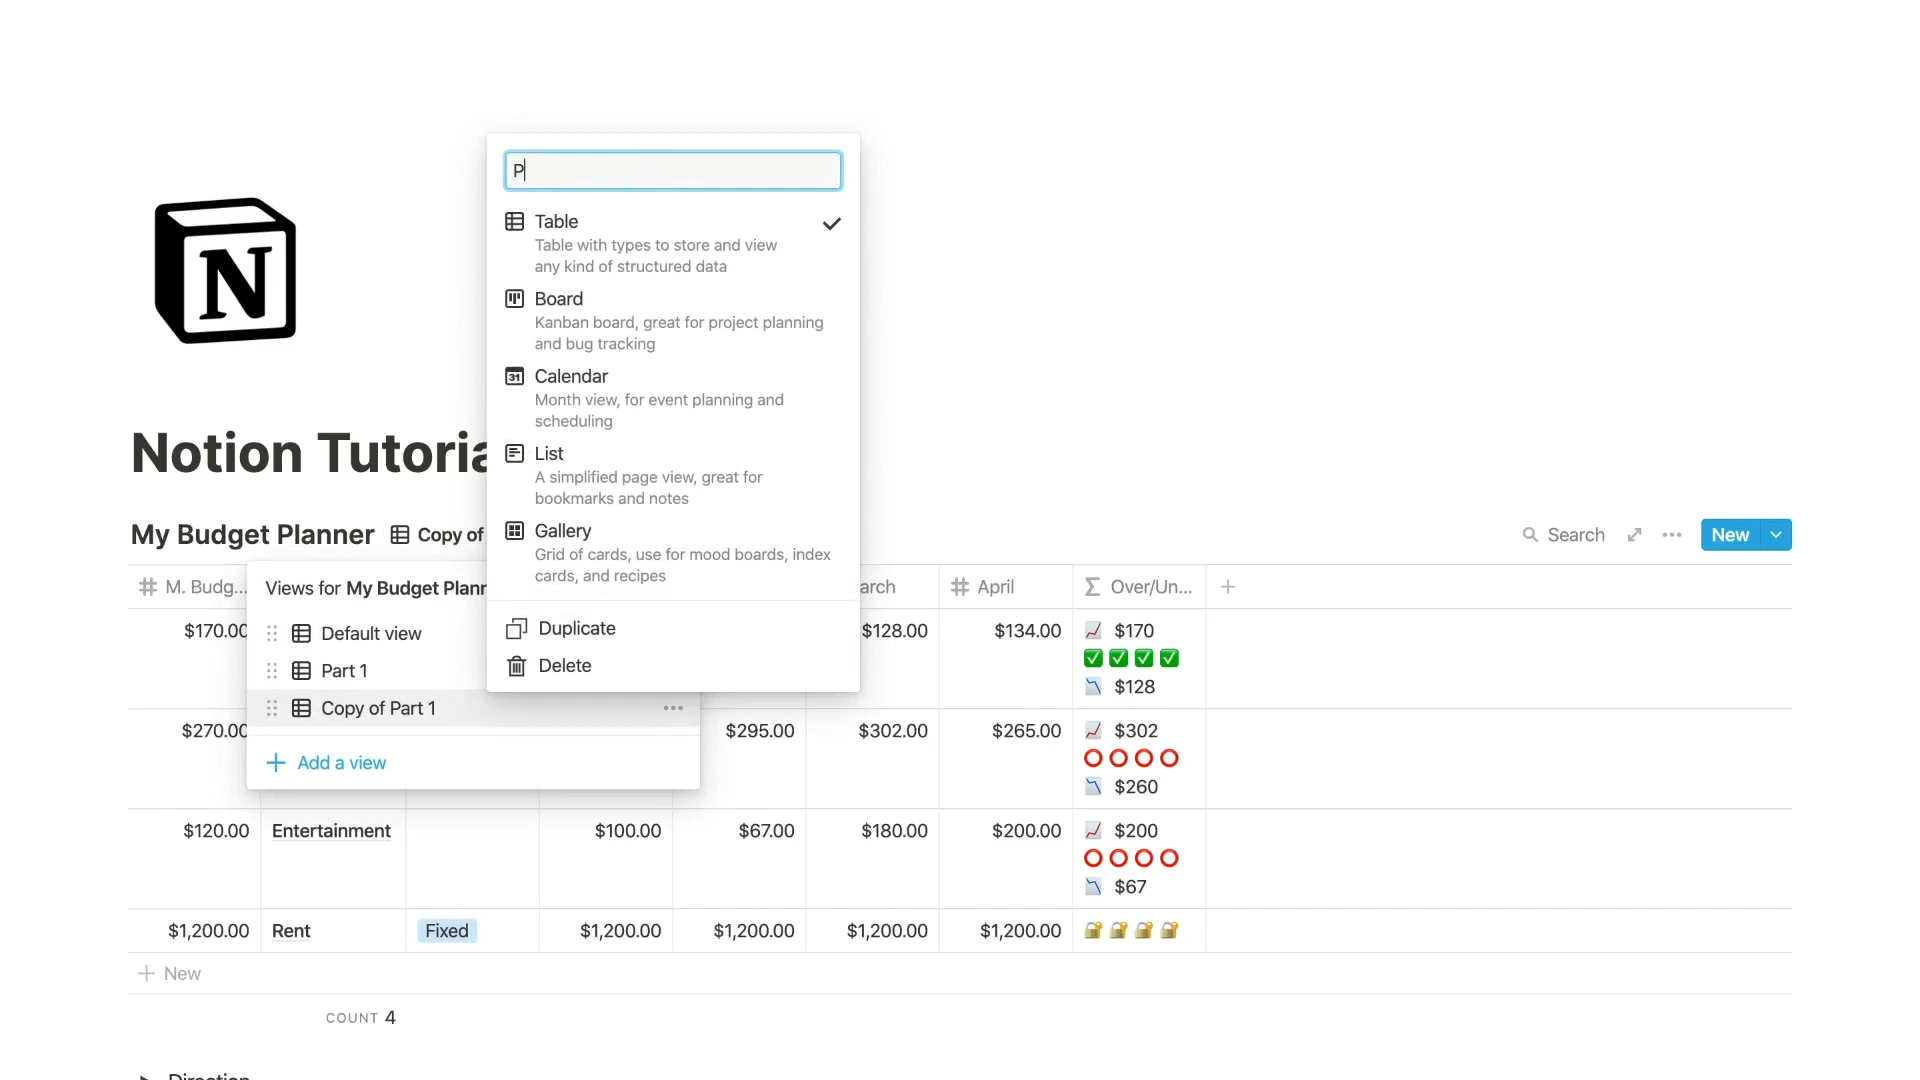 P
Table
Table with types to store and view
any kind of structured data
Board
Kanban board, great for project planning
and bug tracking
31 Calendar
Month view, for event planning and
scheduling
List
A simplified page view, great for
bookmarks and notes
Gallery
Grid of cards, use for mood boards, index
cards, and recipes
Duplicate
Delete
N
Notion Tutoria
My Budget Planner Copy of
Search ••• New
# M. Budg... arch # April Σ Over/Un... +
Views for My Budget Plann
Default view
Part 1
Copy of Part 1 •••
+ Add a view
$170.00 $128.00 $134.00 $170
$128
$270.00 $295.00 $302.00 $265.00 $302
$260
$120.00 Entertainment $100.00 $67.00 $180.00 $200.00 $200
$67
$1,200.00 Rent Fixed $1,200.00 $1,200.00 $1,200.00 $1,200.00
+ New
COUNT 4
Direction